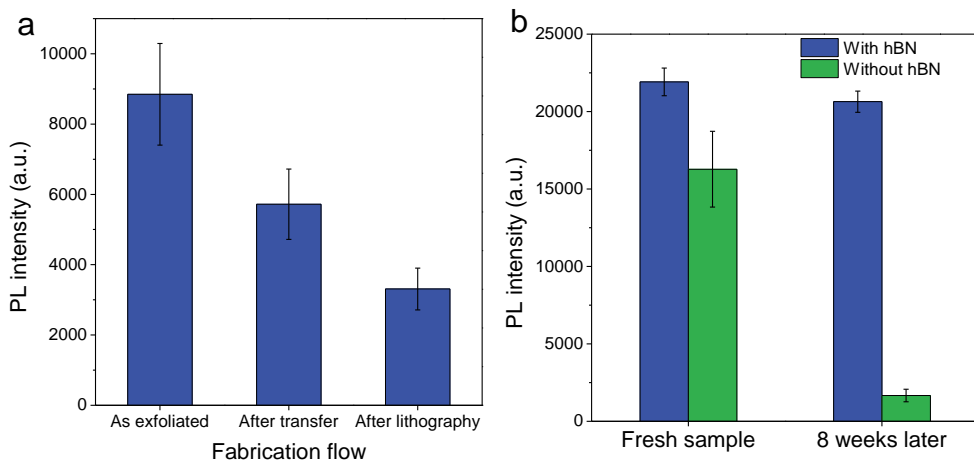 a
PL intensity (a.u.)
10000
8000
6000
4000
2000
0
As exfoliated After transfer After lithography
Fabrication flow
b
PL intensity (a.u.)
25000
20000
15000
10000
5000
0
With hBN
Without hBN
Fresh sample 8 weeks later